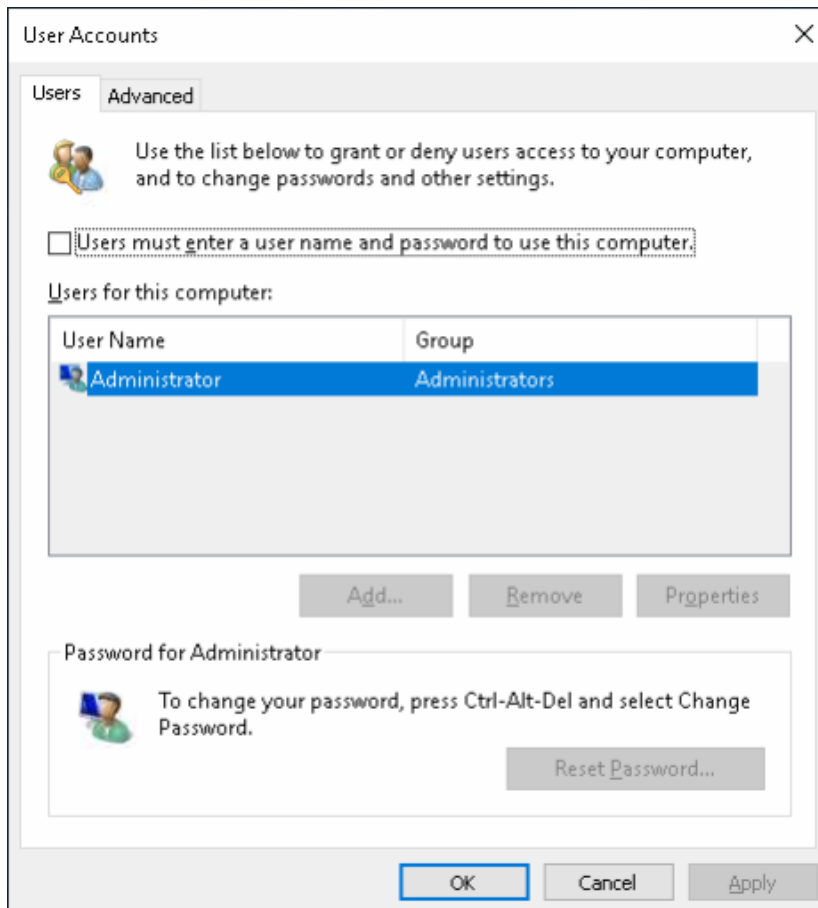 User Accounts
Users
Advanced
Use the list below to grant or deny users access to your computer,
and to change passwords and other settings.
Users must enter a user name and password to use this computer.
Users for this computer:
User Name Group
Administrator Administrators
Add... Remove Properties
Password for Administrator
To change your password, press Ctrl-Alt-Del and select Change
Password.
Reset Password...
OK Cancel Apply